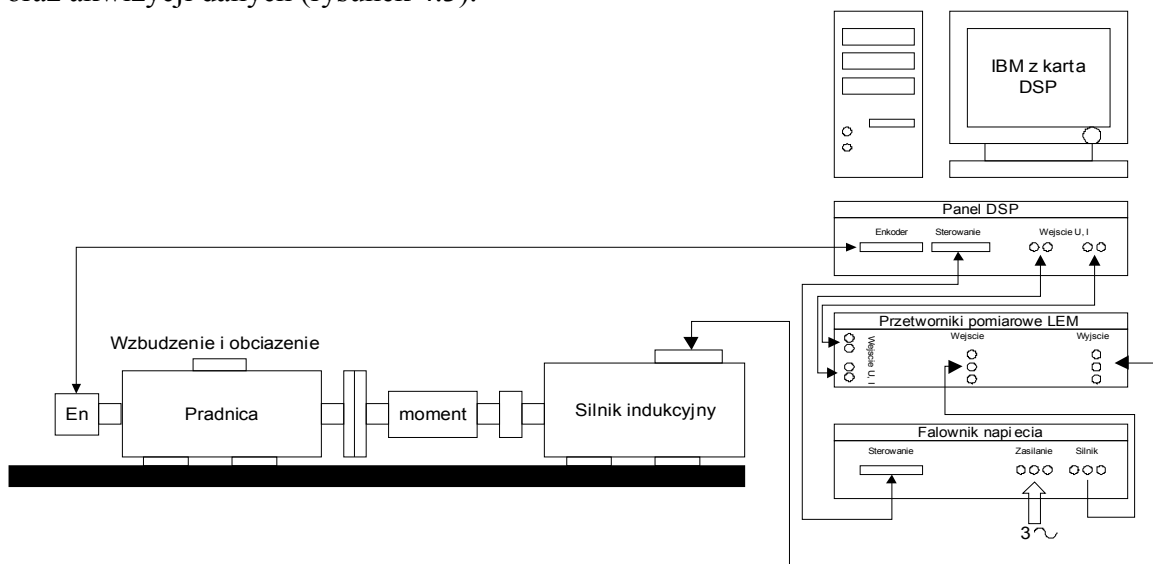 oraz akwizycji danych (rysunek 4.3).
IBM z karta
DSP
Panel DSP
Enkoder Sterowanie Wejscie U, I
Przetworniki pomiarowe LEM
Wejscie U, I
Wejscie Wyjscie
Wzbudzenie i obciazenie
En Pradnica moment Silnik indukcyjny
Falownik napiecia
Sterowanie Zasilanie Silnik
3